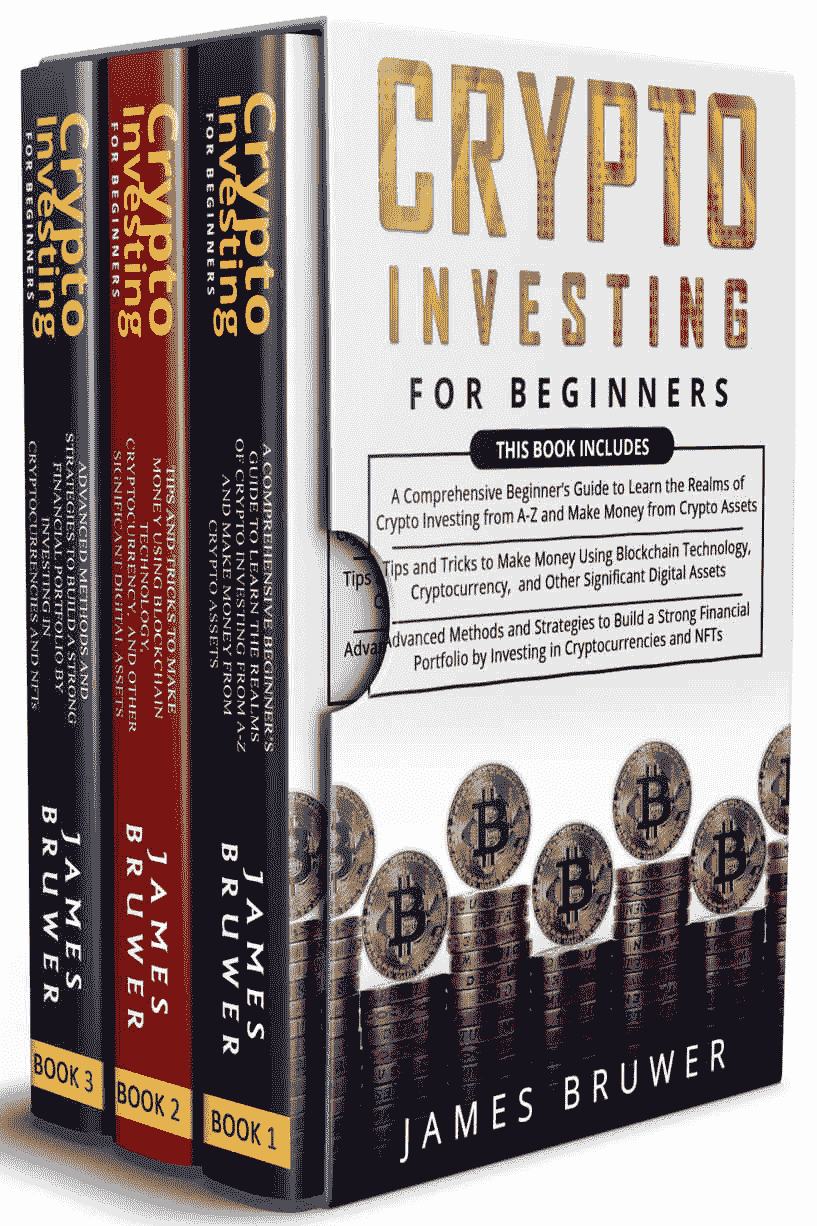 CRYPTO
INVESTING
FOR BEGINNERS
THIS BOOK INCLUDES
A Comprehensive Beginner's Guide to Learn the Realms of
Crypto Investing from A-Z and Make Money from Crypto Assets
Tips and Tricks to Make Money Using Blockchain Technology,
Cryptocurrency, and Other Significant Digital Assets
Advanced Methods and Strategies to Build a Strong Financial
Portfolio by Investing in Cryptocurrencies and NFTs
Tips
Advan
JAMES BRUWER
Crypto
Investing
FOR BEGINNERS
ADVANCED METHODS AND
STRATEGIES TO BUILD A STRONG
FINANCIAL PORTFOLIO BY
INVESTING IN
CRYPTOCURRENCIES AND NFTs
JAMES
BRUWER
BOOK 3
Crypto
Investing
FOR BEGINNERS
TIPS AND TRICKS TO MAKE
MONEY USING BLOCKCHAIN
TECHNOLOGY,
CRYPTOCURRENCY, AND OTHER
SIGNIFICANT DIGITAL ASSETS
JAMES
BRUWER
BOOK 2
Crypto
Investing
FOR BEGINNERS
A COMPREHENSIVE BEGINNER'S
GUIDE TO LEARN THE REALMS
OF CRYPTO INVESTING FROM A-Z
AND MAKE MONEY FROM
CRYPTO ASSETS
JAMES
BRUWER
BOOK 1